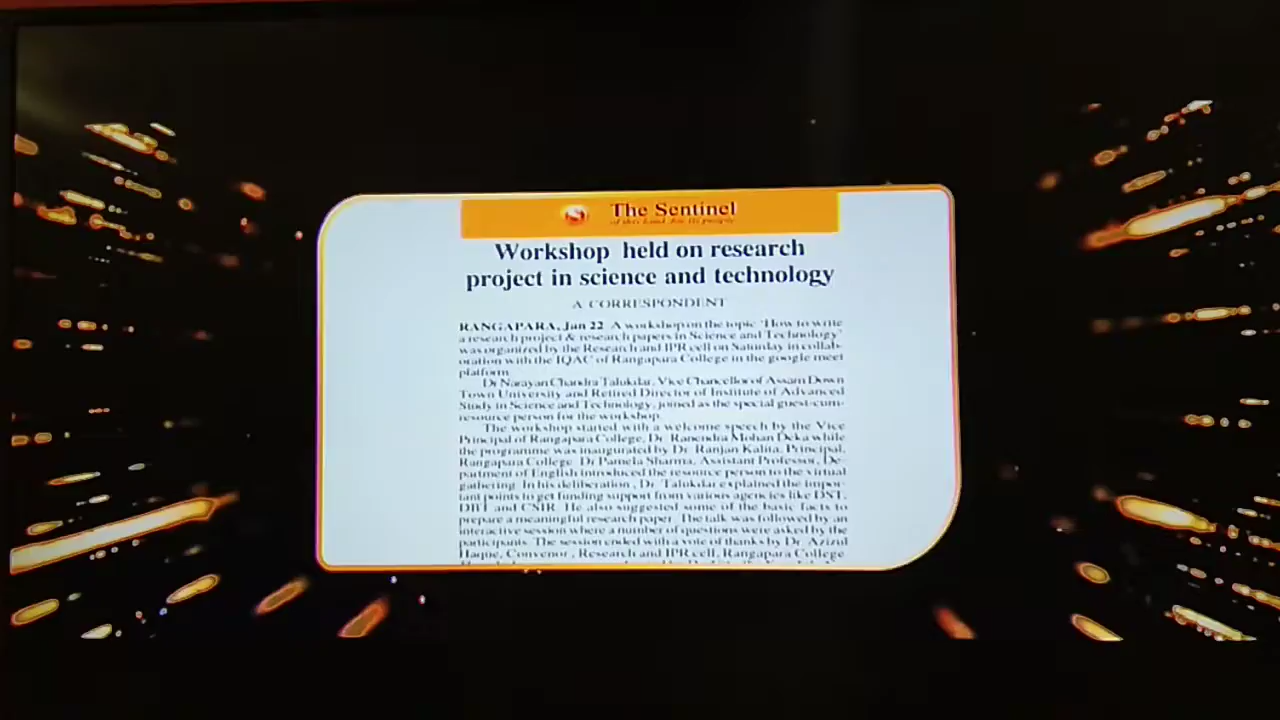 The Sentinel
of this land, for its people
Workshop held on research
project in science and technology
A CORRESPONDENT
RANGAPARA, Jan 22 A workshop on the topic 'How to write
a research project & research papers in Science and Technology'
was organized by the Research and IPR cell on Saturday in collab-
oration with the IQAC of Rangapara College in the google meet
platform.
Dr Narayan Chandra Talukdar, Vice Chancellor of Assam Down
Town University and Retired Director of Institute of Advanced
Study in Science and Technology, joined as the special guest-cum-
resource person for the workshop.
The workshop started with a welcome speech by the Vice
Principal of Rangapara College, Dr. Ranendra Mohan Deka while
the programme was inaugurated by Dr. Ranjan Kalita, Principal,
Rangapara College. Dr Pamela Sharma, Assistant Professor, De-
partment of English introduced the resource person to the virtual
gathering. In his deliberation , Dr. Talukdar explained the impor-
tant points to get funding support from various agencies like DST,
DBT and CSIR. He also suggested some of the basic facts to
prepare a meaningful research paper. The talk was followed by an
interactive session where a number of questions were asked by the
participants. The session ended with a vote of thanks by Dr. Azizul
Haque, Convenor , Research and IPR cell, Rangapara College